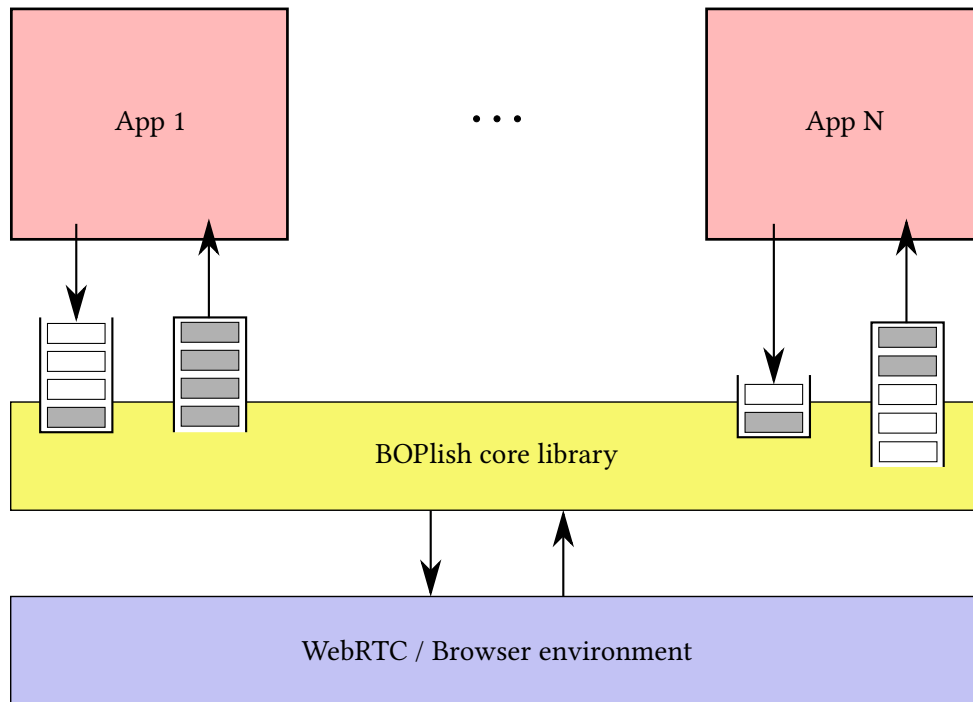 App 1
...
App N
BOPlish core library
WebRTC / Browser environment